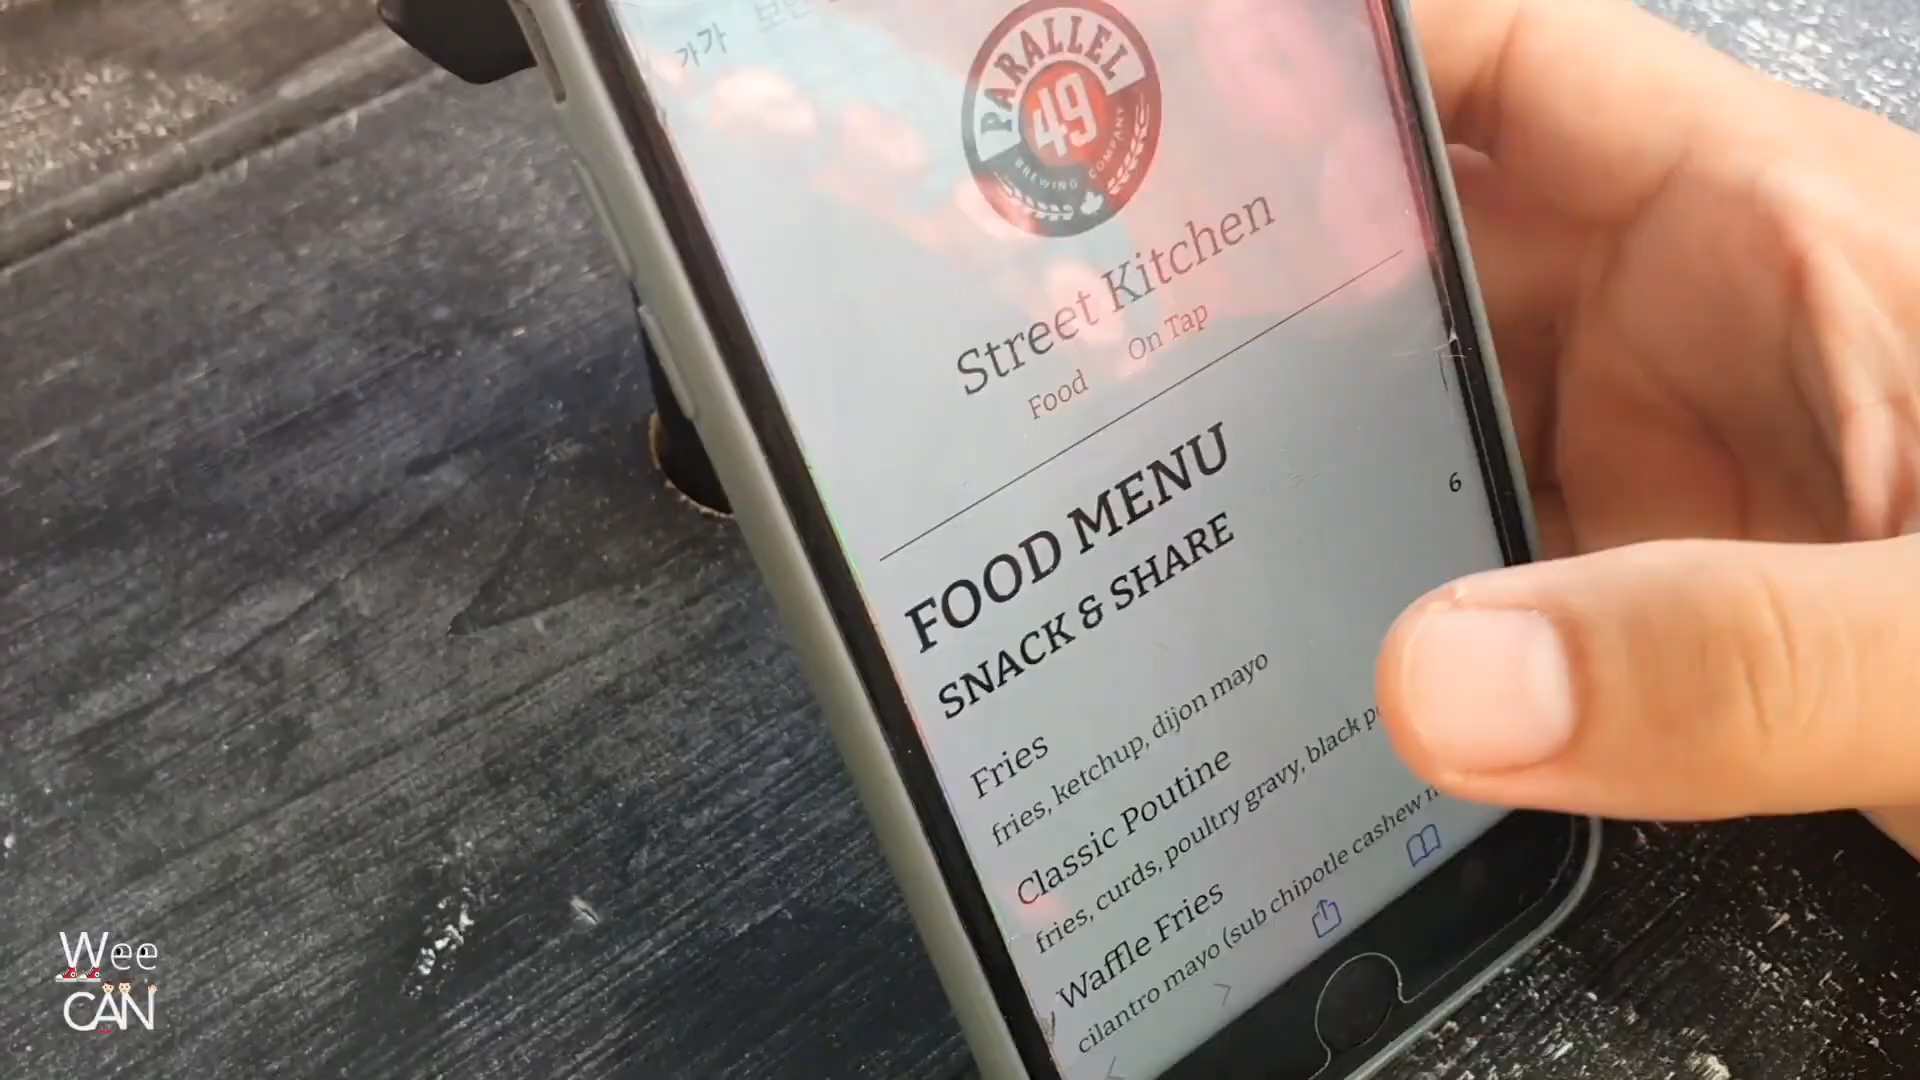 가가
PARALLEL
49
BREWING COMPANY
Street Kitchen
Food On Tap
FOOD MENU
SNACK & SHARE
6
Fries
fries, ketchup, dijon mayo
Classic Poutine
fries, curds, poultry gravy, black
Waffle Fries
cilantro mayo (sub chipotle cashew
Wee
CAN